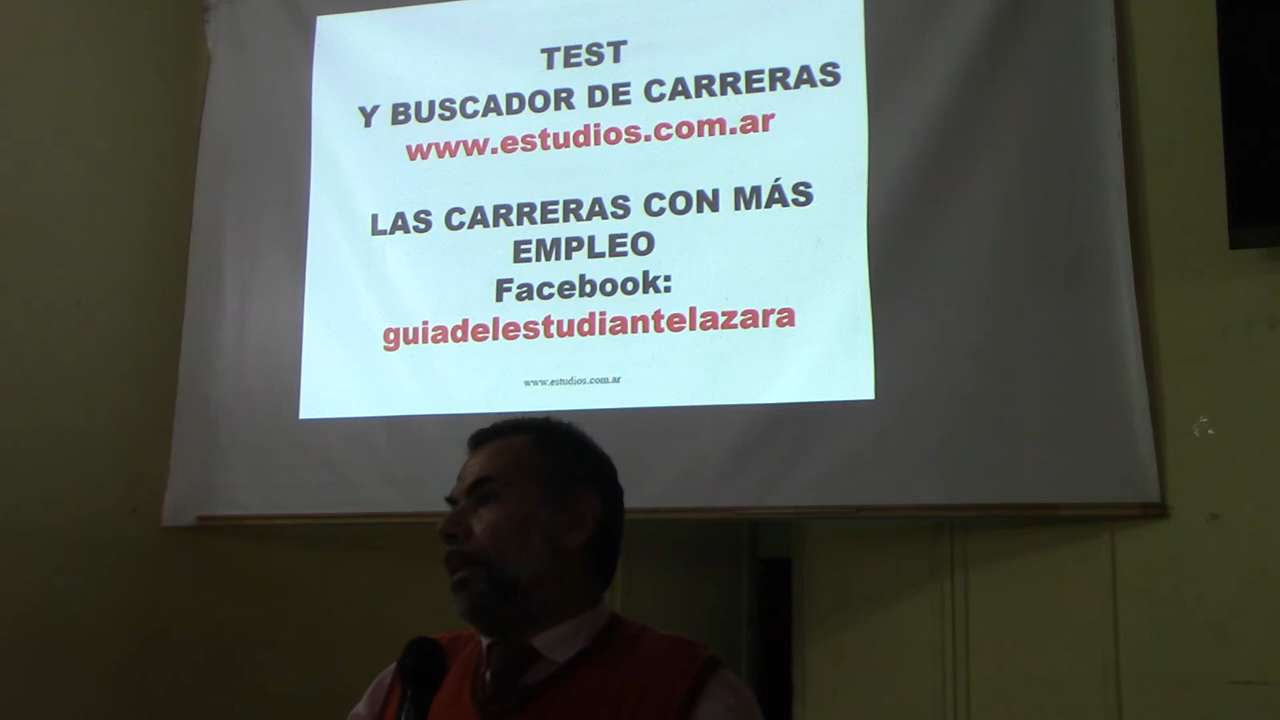 TEST
Y BUSCADOR DE CARRERAS
www.estudios.com.ar
LAS CARRERAS CON MÁS
EMPLEO
Facebook:
guiadelestudiantelazara
www.estudios.com.ar